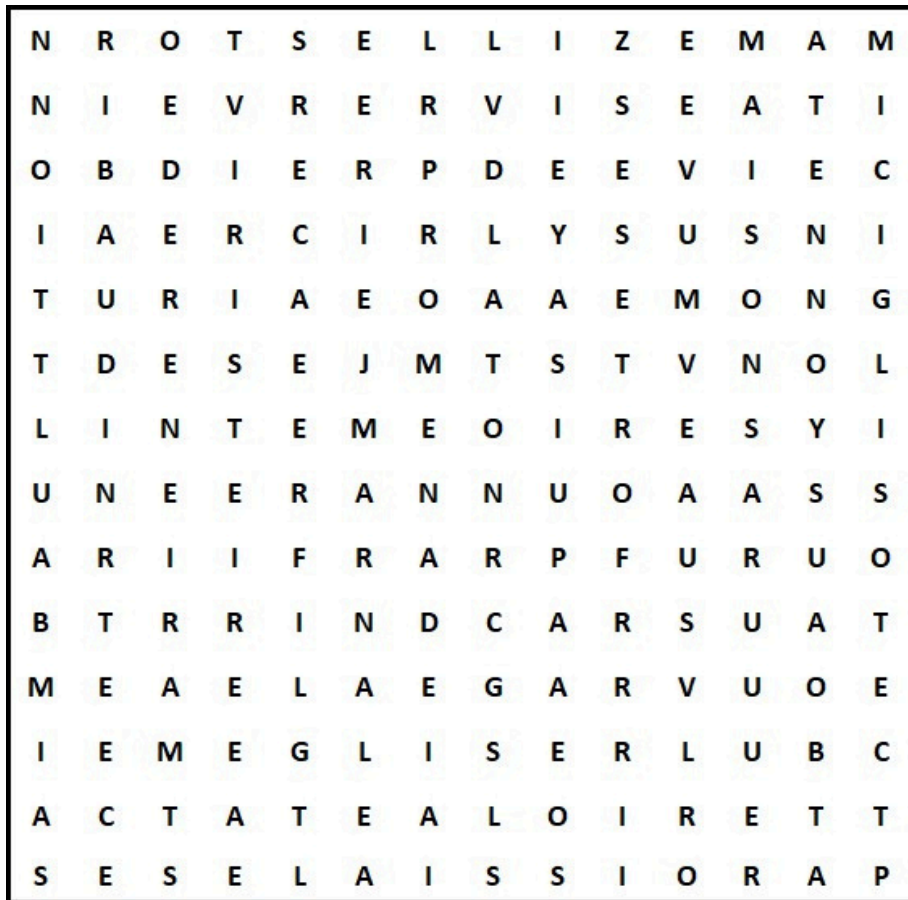 N R O T S E L L I Z E M A M
N I E V R E R V I S E A T I
O B D I E R P D E E V I E C
I A E R C I R L Y S U S N I
T U R I A E O A A E M O N G
T D E S E J M T S T V N O L
L I N T E M E O I R E S Y I
U N E E R A N N U O A A S S
A R I I F R A R P F U R U O
B T R R I N D C A R S U A T
M E A E L A E G A R V U O E
I E M E G L I S E R L U B C
A C T A T E A L O I R E T T
S E S E L A I S S I O R A P